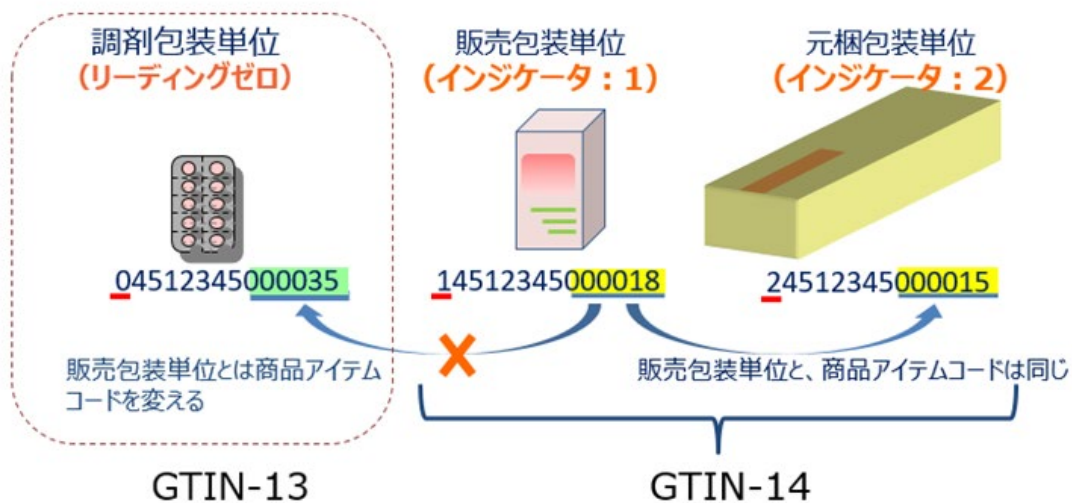 調剤包装単位
（リーディングゼロ）
販売包装単位
（インジケータ：1）
元梱包装単位
（インジケータ：2）
04512345000035
14512345000018
24512345000015
販売包装単位とは商品アイテム
コードを変える
販売包装単位と、商品アイテムコードは同じ
GTIN-13
GTIN-14